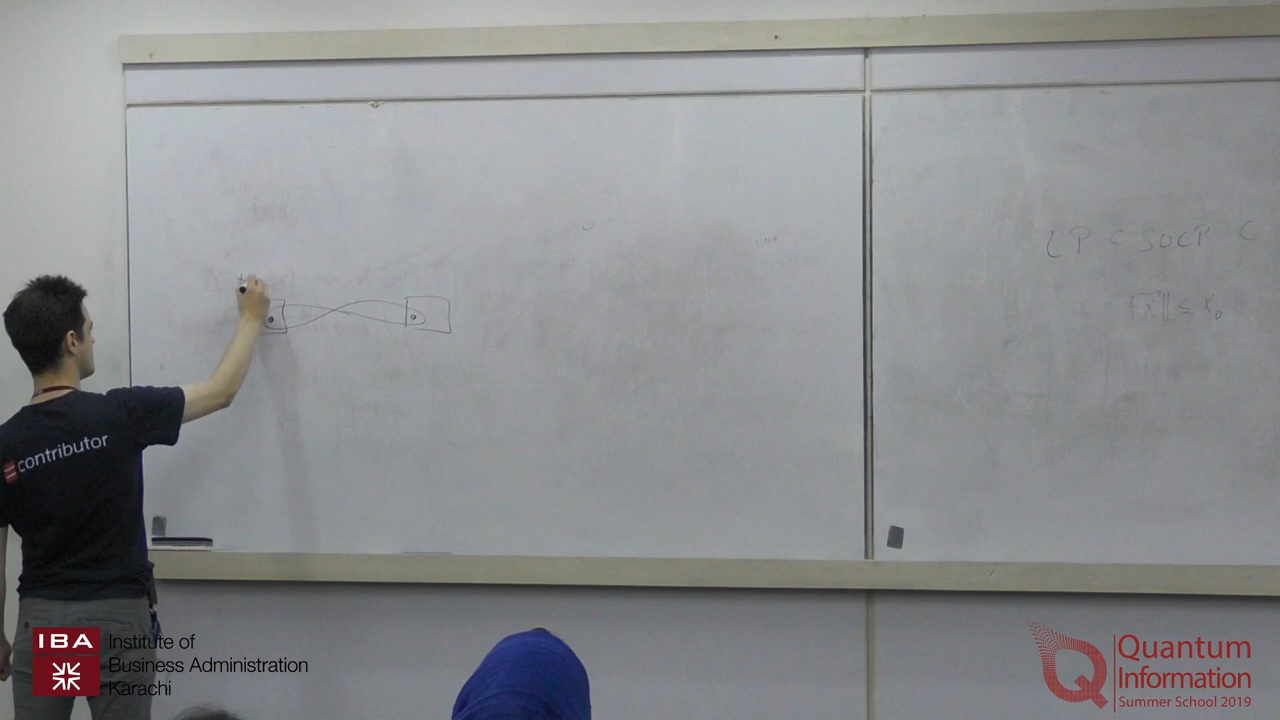 LP ⊂ SOCP ⊂
‖x̄‖ ≤ x₀
contributor
IBA
Institute of
Business Administration
Karachi
Quantum
Information
Summer School 2019